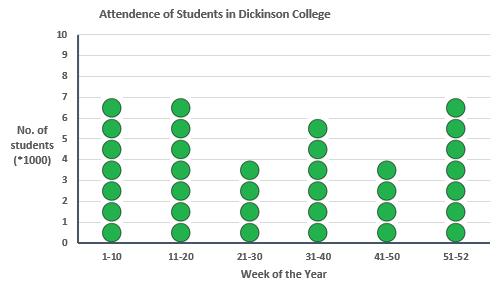 Attendence of Students in Dickinson College
10
9
8
7
6
5
4
3
2
1
0
No. of
students
(*1000)
1-10 11-20 21-30 31-40 41-50 51-52
Week of the Year